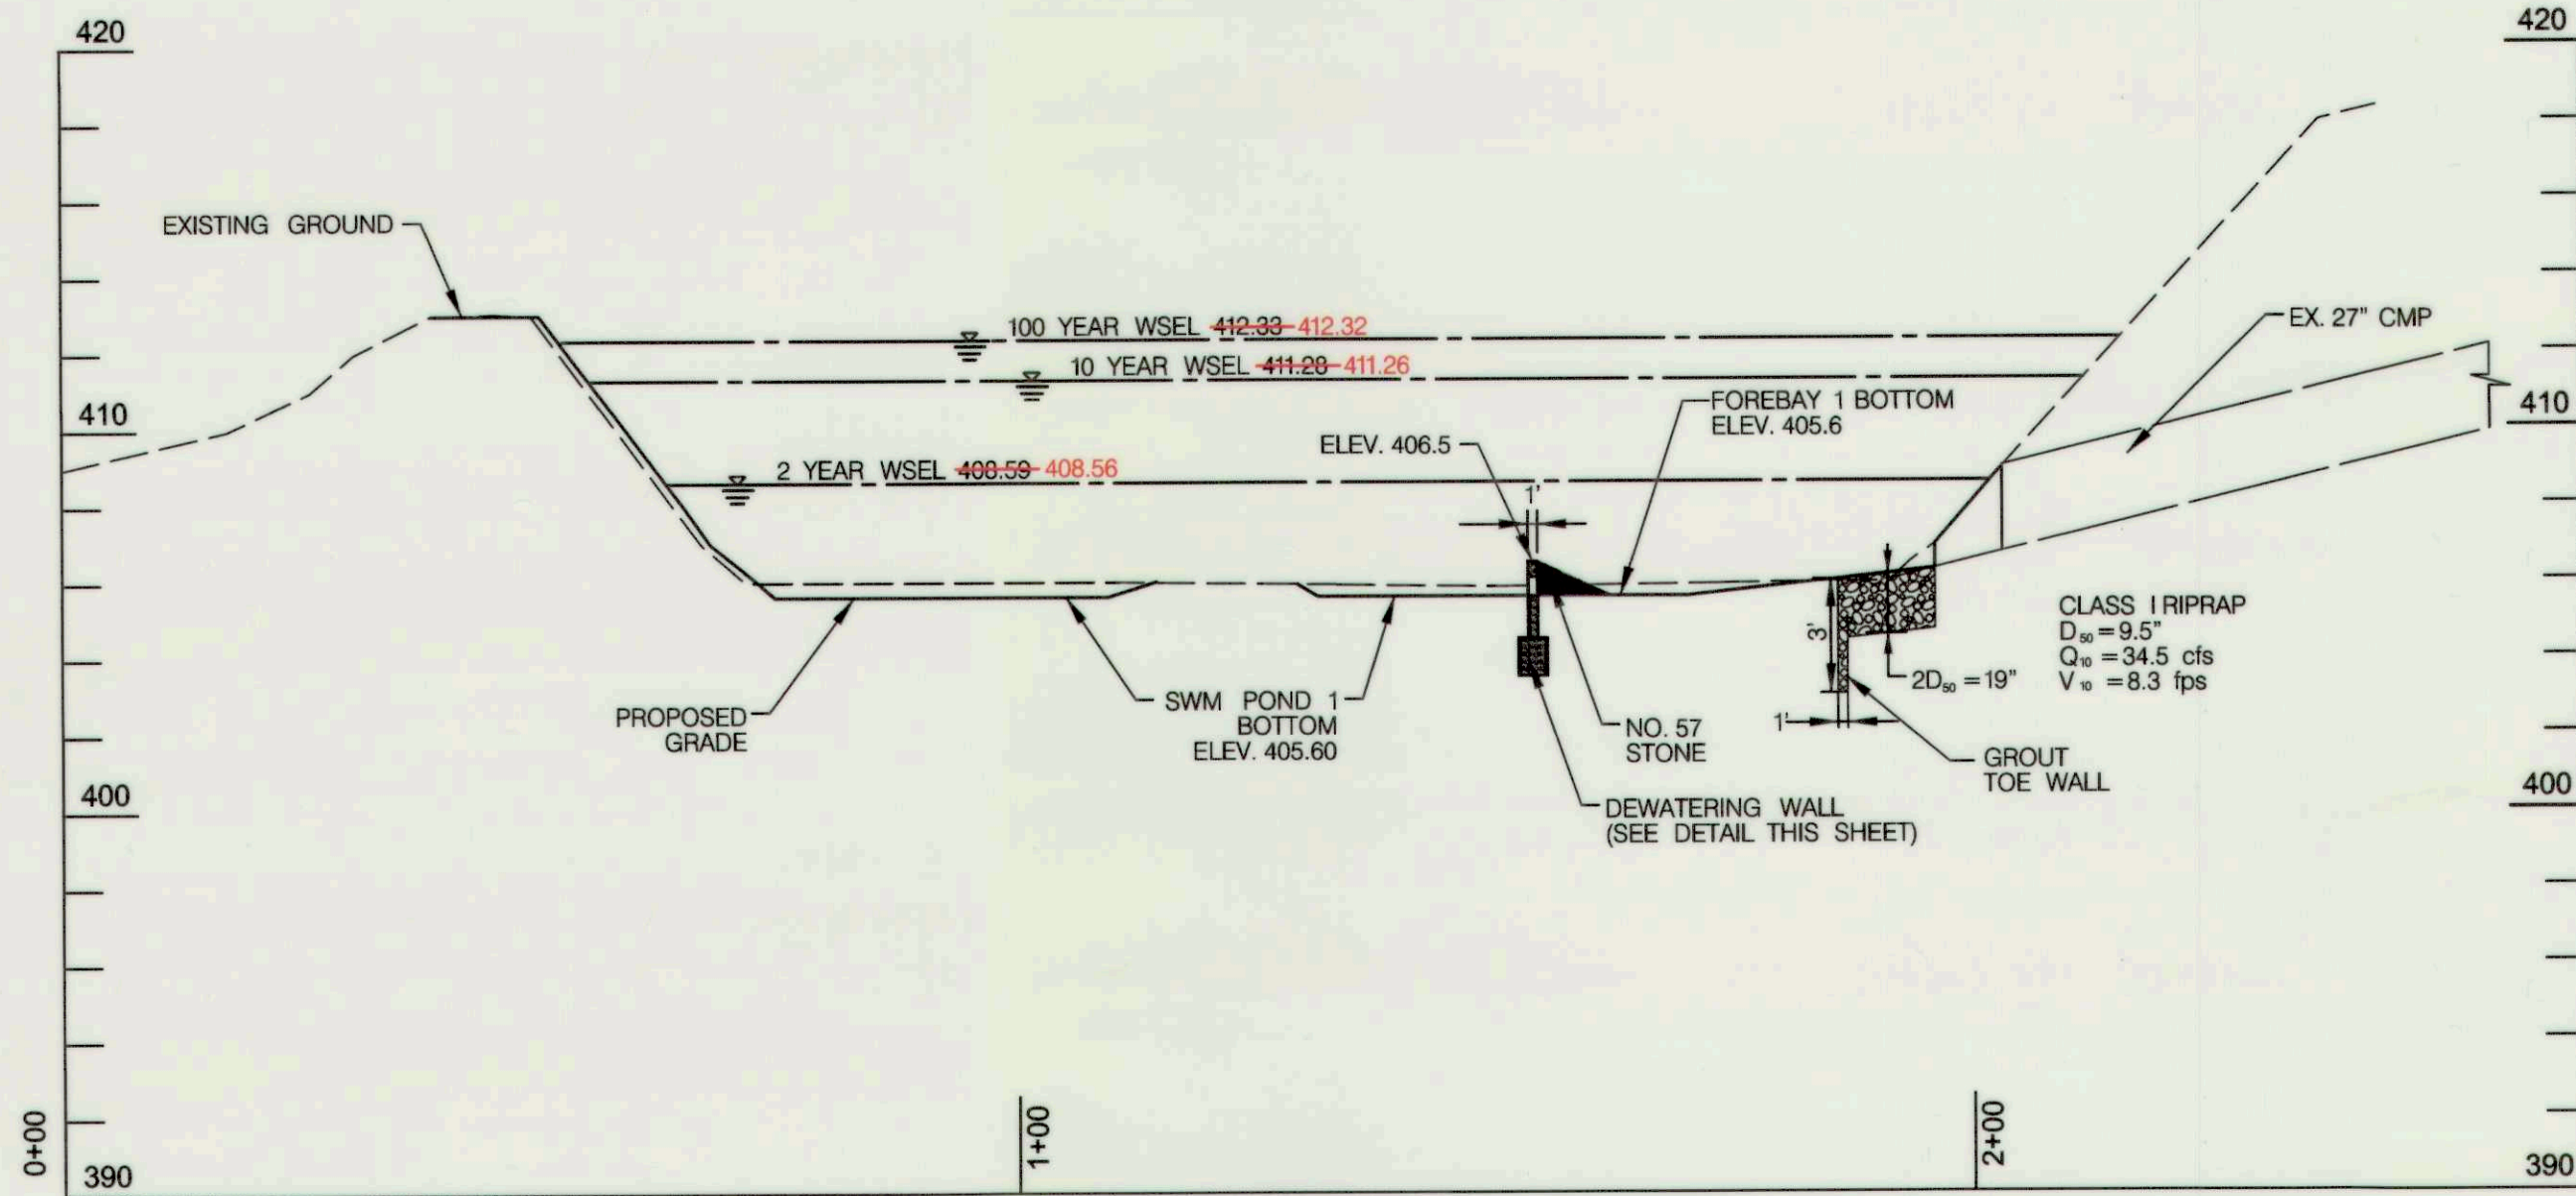 420
420
EXISTING GROUND
100 YEAR WSEL 412.33 412.32
EX. 27" CMP
10 YEAR WSEL 411.28 411.26
410
FOREBAY 1 BOTTOM
ELEV. 405.6
410
ELEV. 406.5
2 YEAR WSEL 408.59 408.56
1'
CLASS I RIPRAP
D50 = 9.5"
Q10 = 34.5 cfs
V10 = 8.3 fps
3'
2D50 = 19"
SWM POND 1
BOTTOM
ELEV. 405.60
PROPOSED
GRADE
NO. 57
STONE
1'
GROUT
TOE WALL
400
400
DEWATERING WALL
(SEE DETAIL THIS SHEET)
0+00
1+00
2+00
390
390